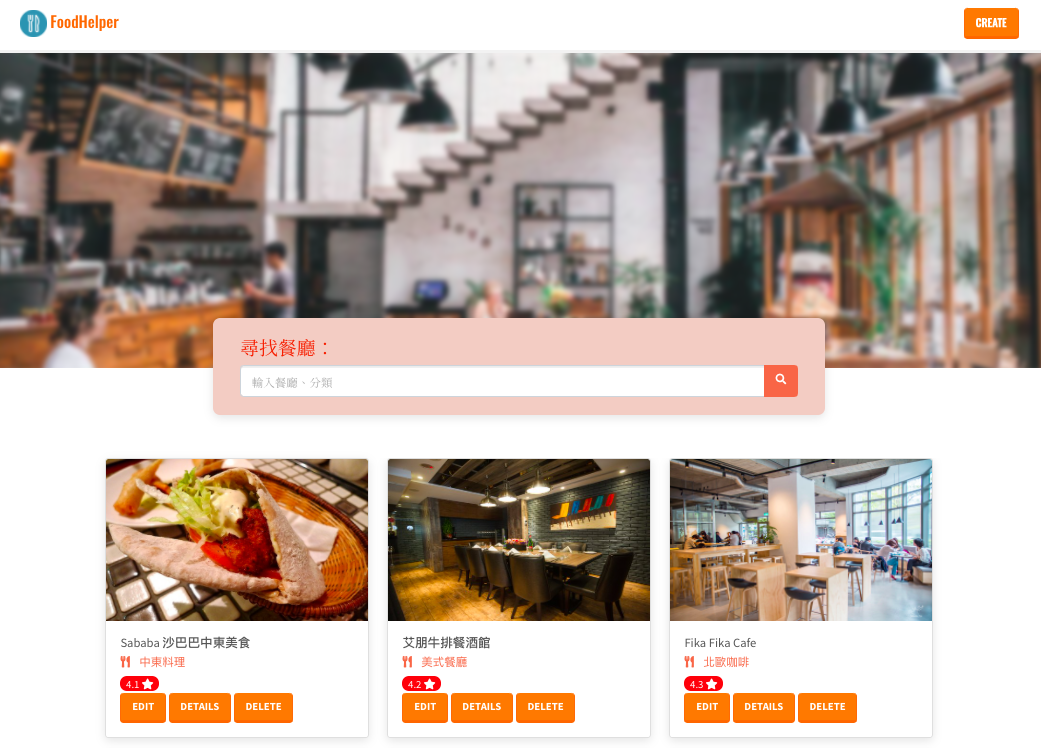 FoodHelper
CREATE
尋找餐廳：
輸入餐廳、分類
Sababa 沙巴巴中東美食
中東料理
4.1
EDIT DETAILS DELETE
艾朋牛排餐酒館
美式餐廳
4.2
EDIT DETAILS DELETE
Fika Fika Cafe
北歐咖啡
4.3
EDIT DETAILS DELETE